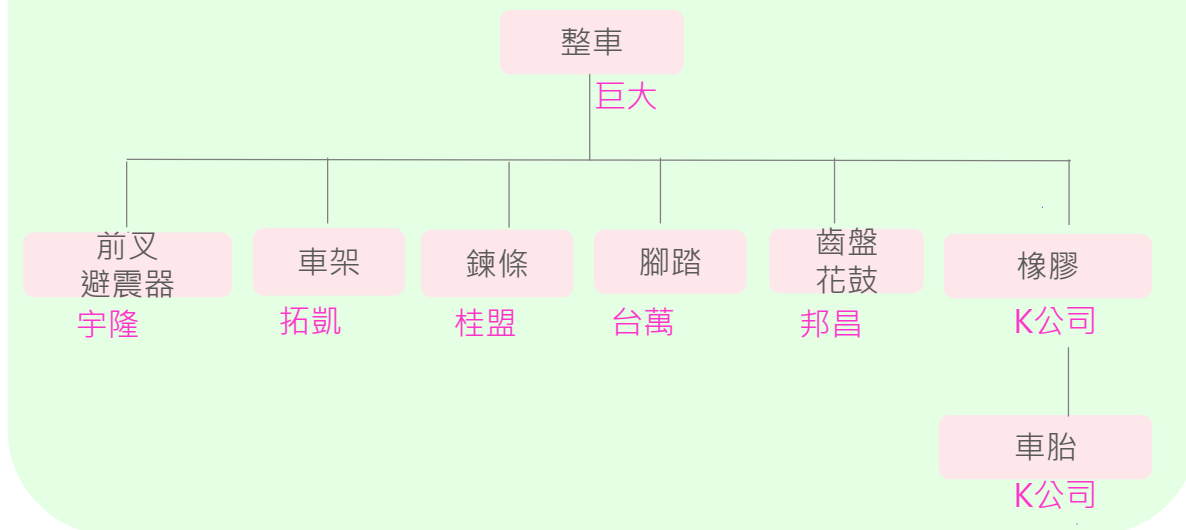 整車
巨大
前叉
避震器
宇隆
車架
拓凱
鍊條
桂盟
腳踏
台萬
齒盤
花鼓
邦昌
橡膠
K公司
車胎
K公司